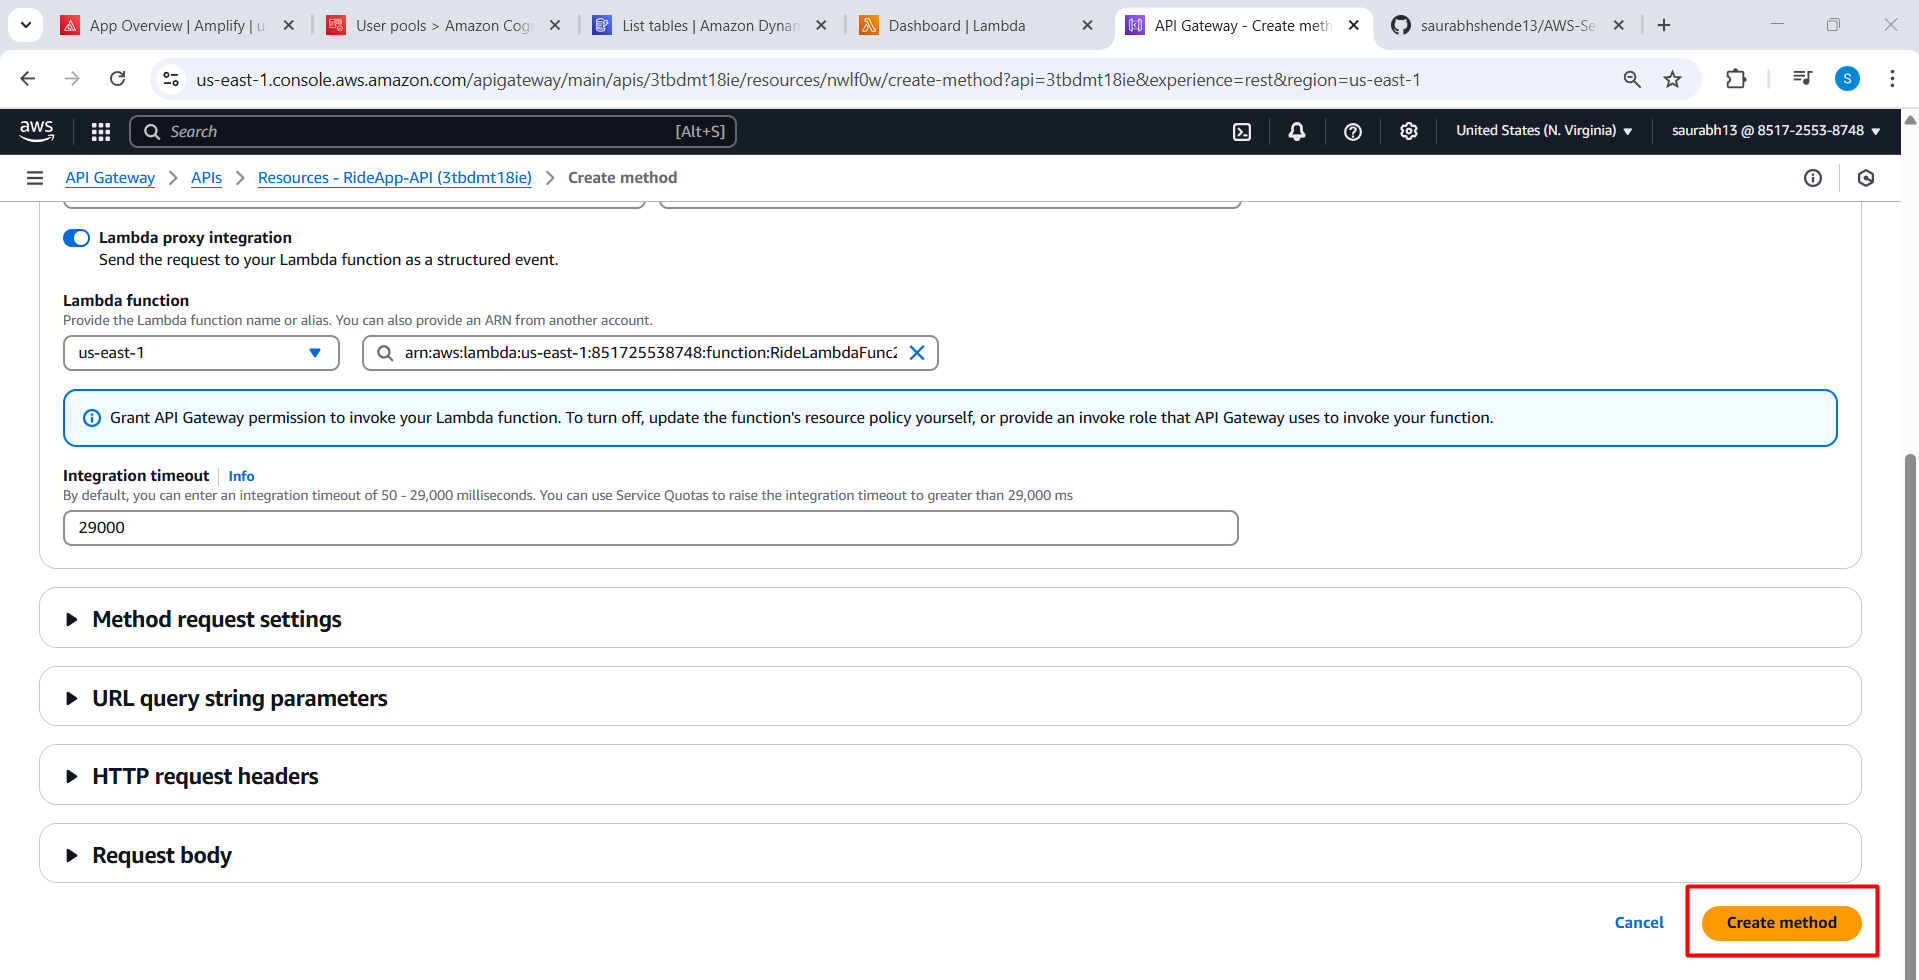 App Overview | Amplify | u
User pools > Amazon Cog
List tables | Amazon Dynan
Dashboard | Lambda
API Gateway - Create meth
saurabhshende13/AWS-Se
us-east-1.console.aws.amazon.com/apigateway/main/apis/3tbdmt18ie/resources/nwlf0w/create-method?api=3tbdmt18ie&experience=rest&region=us-east-1
S
aws
Search
[Alt+S]
United States (N. Virginia)
saurabh13 @ 8517-2553-8748
API Gateway
APIs
Resources - RideApp-API (3tbdmt18ie)
Create method
Lambda proxy integration
Send the request to your Lambda function as a structured event.
Lambda function
Provide the Lambda function name or alias. You can also provide an ARN from another account.
us-east-1
arn:aws:lambda:us-east-1:851725538748:function:RideLambdaFunc2
Grant API Gateway permission to invoke your Lambda function. To turn off, update the function's resource policy yourself, or provide an invoke role that API Gateway uses to invoke your function.
Integration timeout
Info
By default, you can enter an integration timeout of 50 - 29,000 milliseconds. You can use Service Quotas to raise the integration timeout to greater than 29,000 ms
29000
Method request settings
URL query string parameters
HTTP request headers
Request body
Cancel
Create method